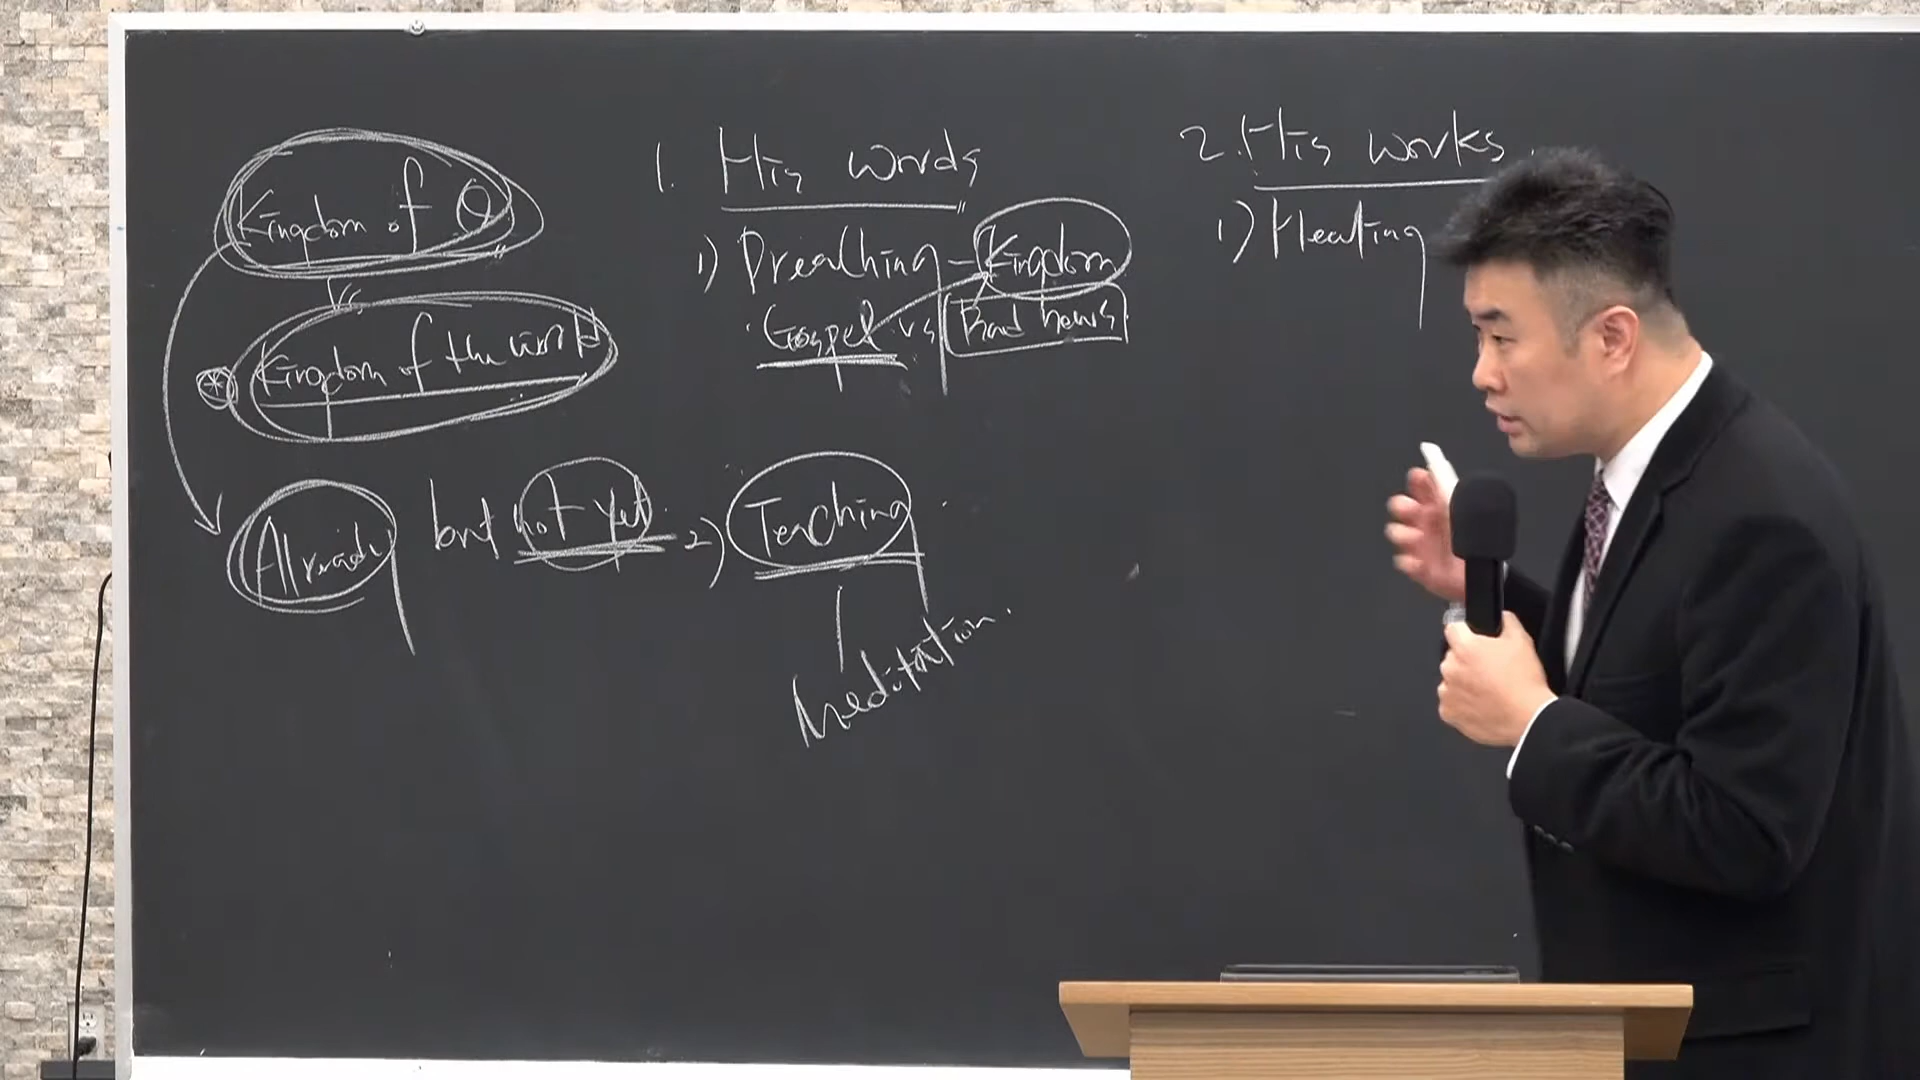 Kingdom of O
vs
* Kingdom of the world
Already but not yet.
1. His words
1) Preaching - Kingdom
· Gospel vs Bad news
2) Teaching
Meditation.
2. His works.
1) Healing